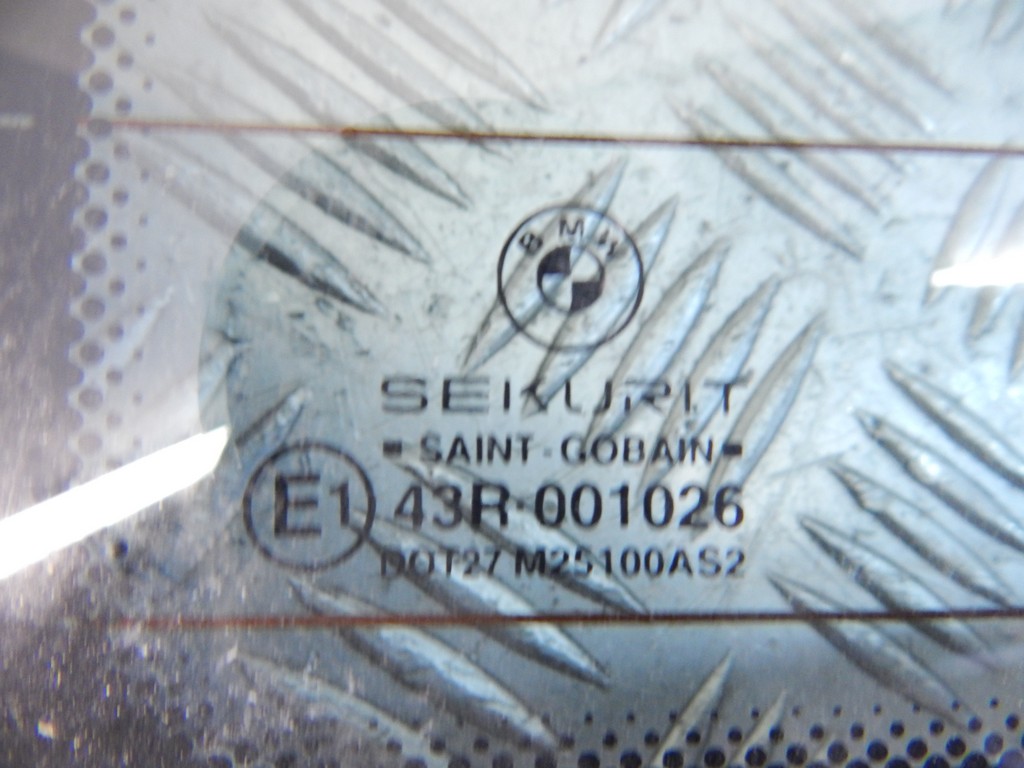 BMW
SEKURIT
SAINT-GOBAIN
E1 43R-001026
DOT27 M25100AS2